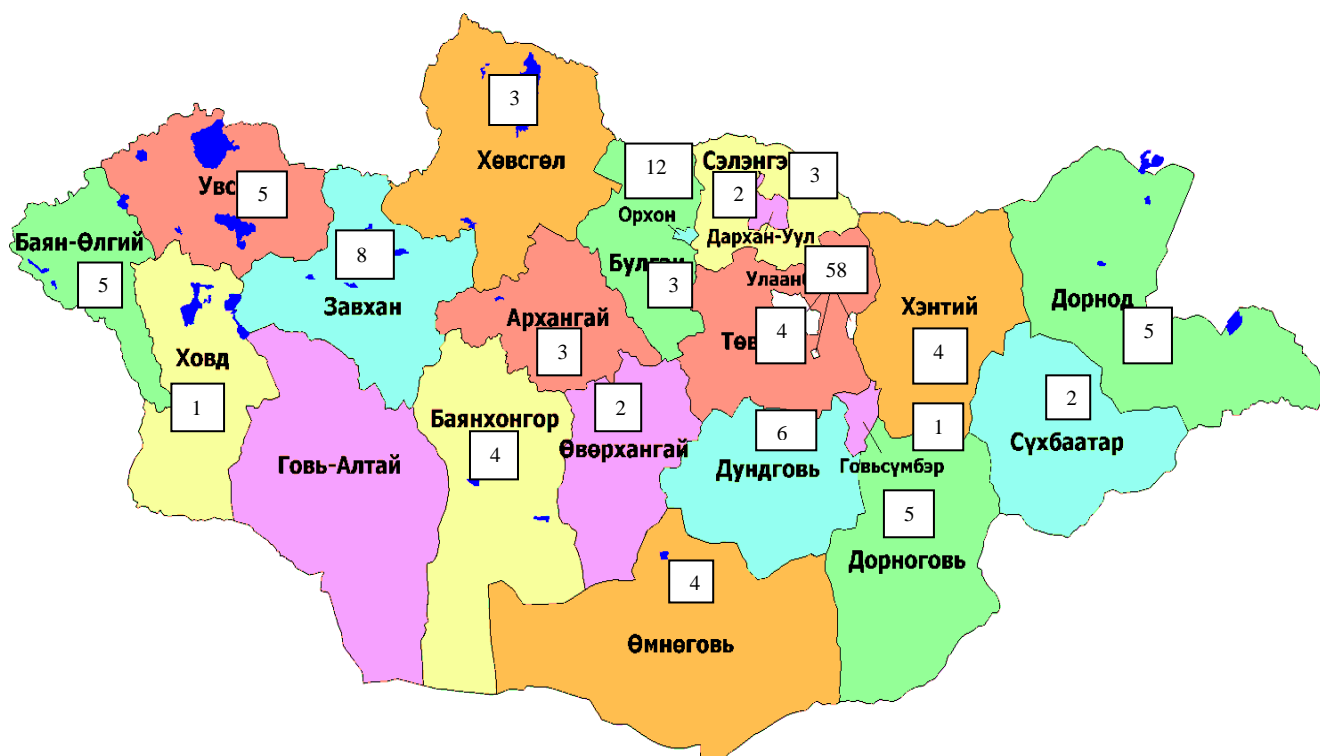 3
Хөвсгөл
12
Сэлэнгэ
3
2
Увс
5
Орхон
Дархан-Уул
Баян-Өлгий
5
8
Завхан
Булган
3
58
Хэнтий
4
Дорнод
5
Архангай
3
4
Ховд
1
2
Өвөрхангай
Баянхонгор
4
6
Дундговь
1
Говьсүмбэр
2
Сүхбаатар
Говь-Алтай
5
Дорноговь
4
Өмнөговь